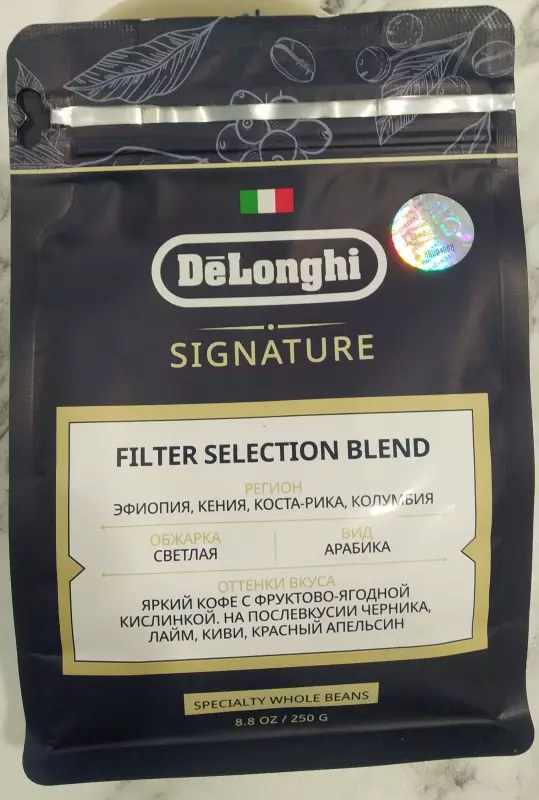 DeLonghi
SIGNATURE
FILTER SELECTION BLEND
РЕГИОН
ЭФИОПИЯ, КЕНИЯ, КОСТА-РИКА, КОЛУМБИЯ
ОБЖАРКА ВИД
СВЕТЛАЯ АРАБИКА
ОТТЕНКИ ВКУСА
ЯРКИЙ КОФЕ С ФРУКТОВО-ЯГОДНОЙ
КИСЛИНКОЙ. НА ПОСЛЕВКУСИИ ЧЕРНИКА,
ЛАЙМ, КИВИ, КРАСНЫЙ АПЕЛЬСИН
SPECIALTY WHOLE BEANS
8.8 OZ / 250 G